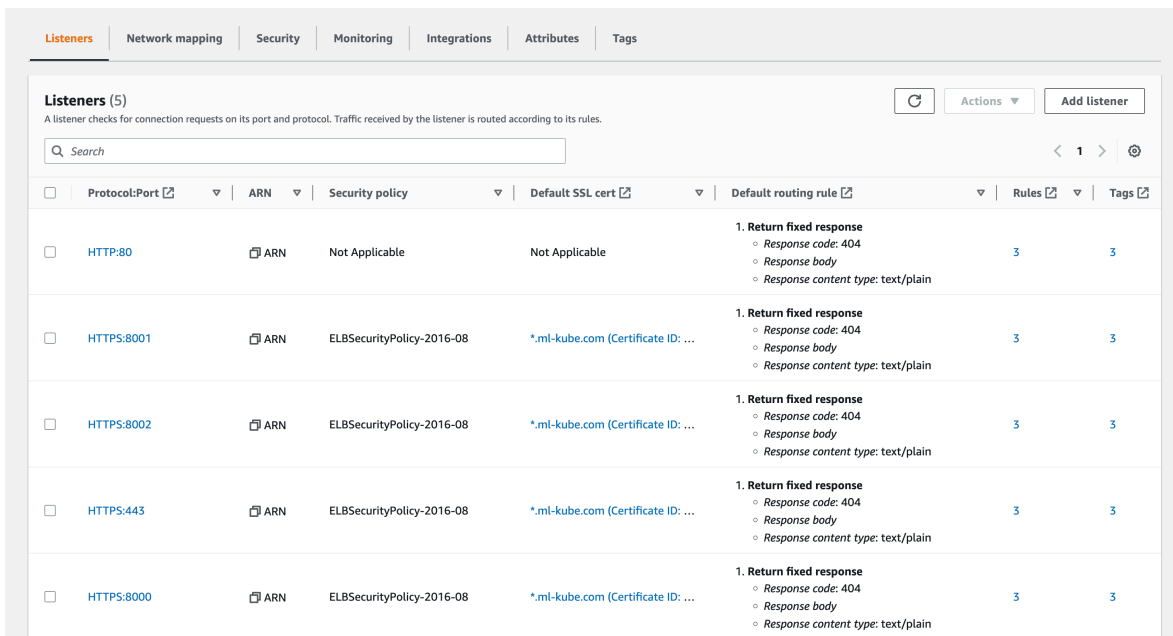 Listeners Network mapping Security Monitoring Integrations Attributes Tags
Listeners (5)
Actions Add listener
A listener checks for connection requests on its port and protocol. Traffic received by the listener is routed according to its rules.
Search
1
Protocol:Port ARN Security policy Default SSL cert Default routing rule Rules Tags
1. Return fixed response
◦ Response code: 404
HTTP:80 ARN Not Applicable Not Applicable 3 3
◦ Response body
◦ Response content type: text/plain
1. Return fixed response
◦ Response code: 404
HTTPS:8001 ARN ELBSecurityPolicy-2016-08 *.ml-kube.com (Certificate ID: ... 3 3
◦ Response body
◦ Response content type: text/plain
1. Return fixed response
◦ Response code: 404
HTTPS:8002 ARN ELBSecurityPolicy-2016-08 *.ml-kube.com (Certificate ID: ... 3 3
◦ Response body
◦ Response content type: text/plain
1. Return fixed response
◦ Response code: 404
HTTPS:443 ARN ELBSecurityPolicy-2016-08 *.ml-kube.com (Certificate ID: ... 3 3
◦ Response body
◦ Response content type: text/plain
1. Return fixed response
◦ Response code: 404
HTTPS:8000 ARN ELBSecurityPolicy-2016-08 *.ml-kube.com (Certificate ID: ... 3 3
◦ Response body
◦ Response content type: text/plain